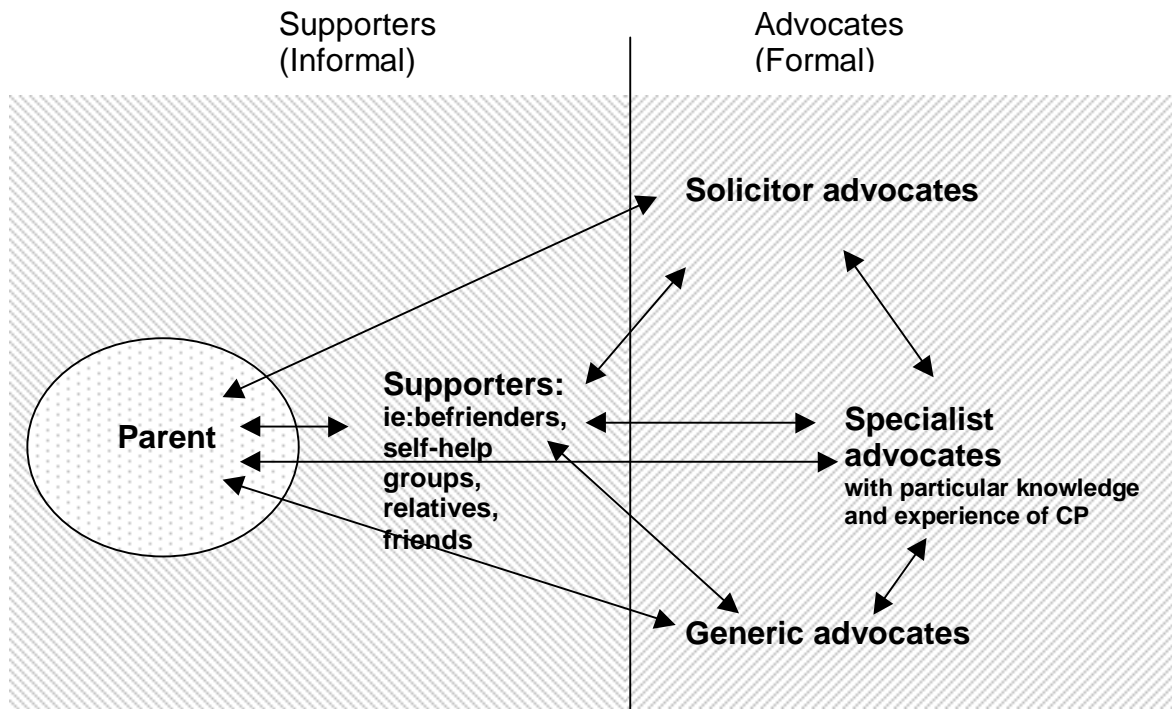 Supporters
(Informal)
Advocates
(Formal)
Solicitor advocates
Parent
Supporters:
ie:befrienders,
self-help
groups,
relatives,
friends
Specialist
advocates
with particular knowledge
and experience of CP
Generic advocates